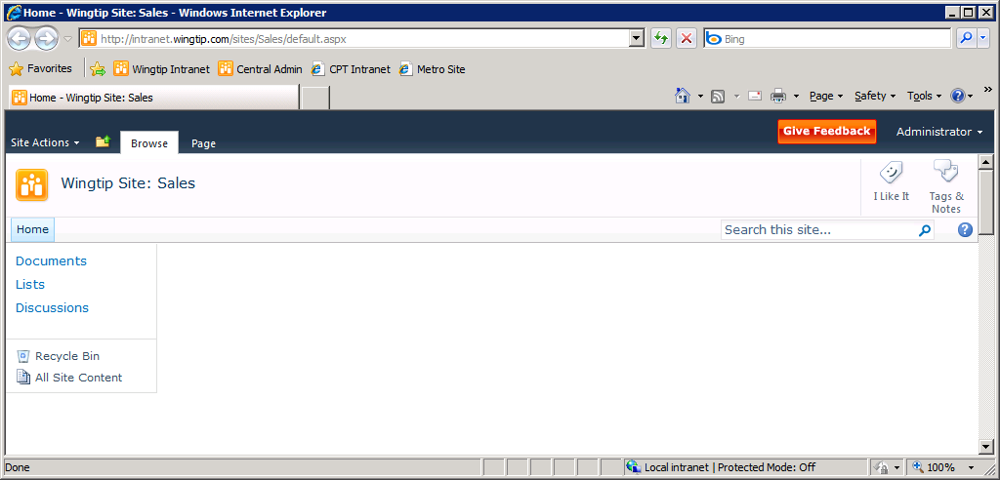 Home - Wingtip Site: Sales - Windows Internet Explorer
http://intranet.wingtip.com/sites/Sales/default.aspx
Bing
Favorites
Wingtip Intranet
Central Admin
CPT Intranet
Metro Site
Home - Wingtip Site: Sales
Page
Safety
Tools
Site Actions
Browse
Page
Give Feedback
Administrator
Wingtip Site: Sales
I Like It
Tags &
Notes
Home
Search this site...
Documents
Lists
Discussions
Recycle Bin
All Site Content
Done
Local intranet | Protected Mode: Off
100%